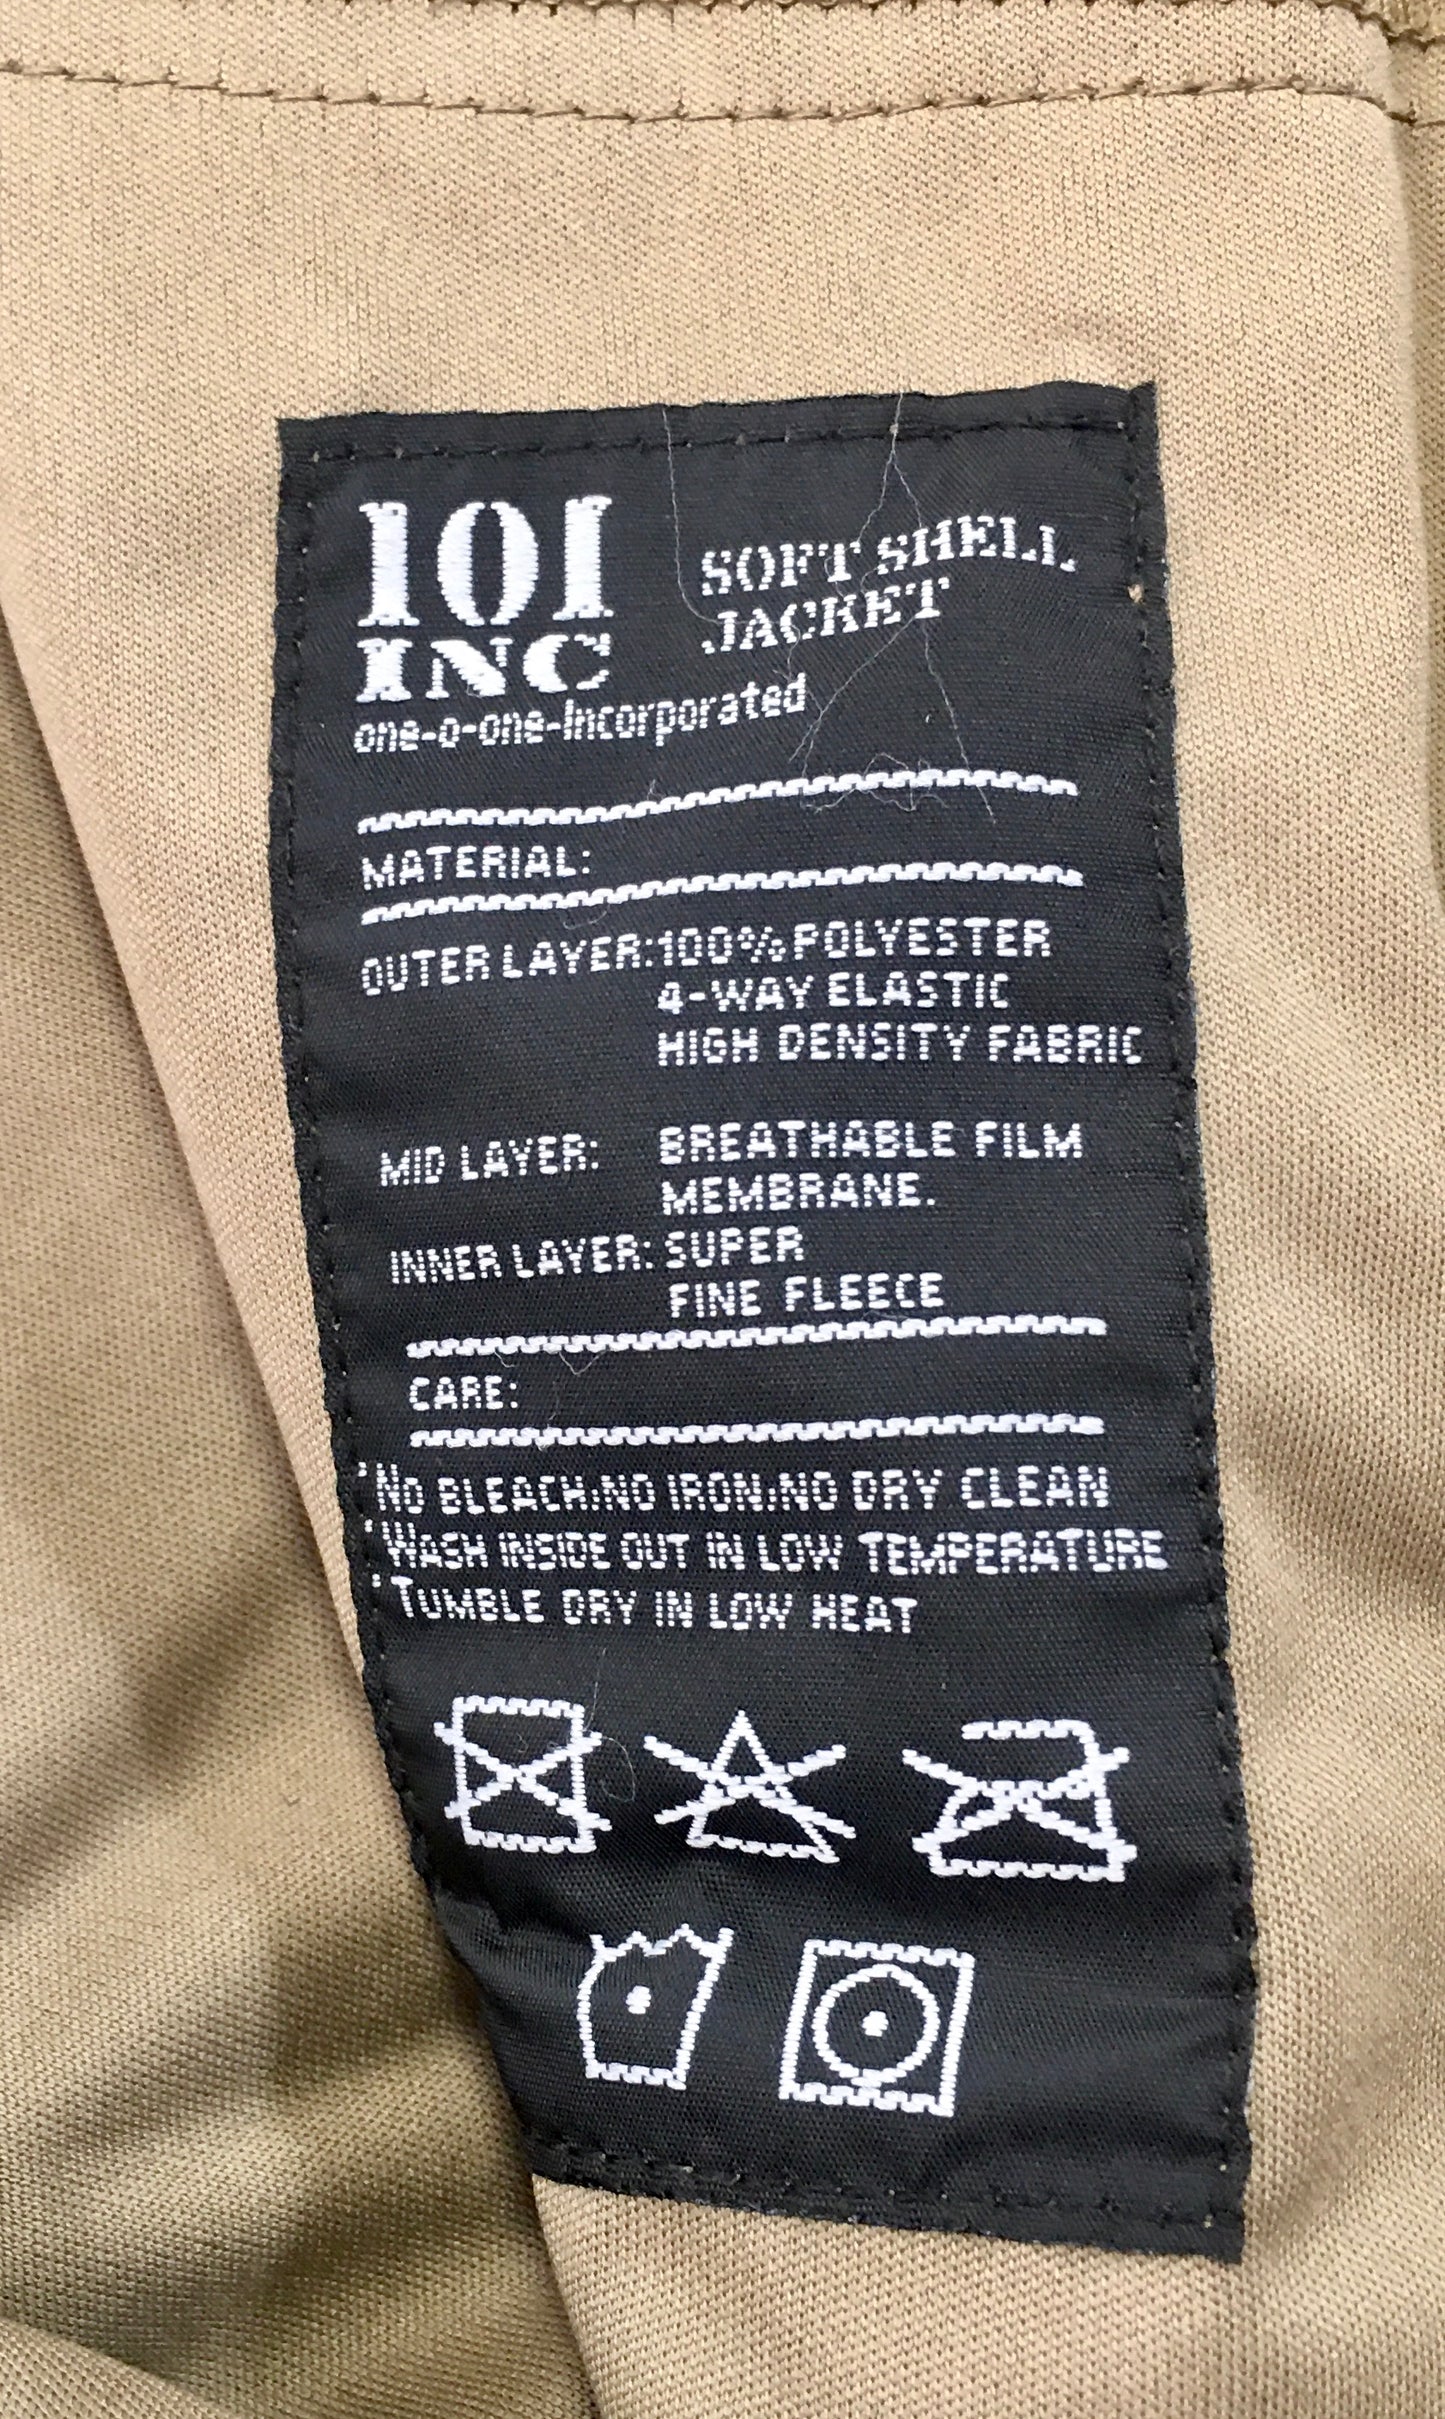 101
INC
SOFT SHELL
JACKET
one-o-one-Incorporated
MATERIAL:
OUTER LAYER: 100% POLYESTER
4-WAY ELASTIC
HIGH DENSITY FABRIC
MID LAYER: BREATHABLE FILM
MEMBRANE.
INNER LAYER: SUPER
FINE FLEECE
CARE:
'NO BLEACH:NO IRON:NO DRY CLEAN
'WASH INSIDE OUT IN LOW TEMPERATURE
'TUMBLE DRY IN LOW HEAT